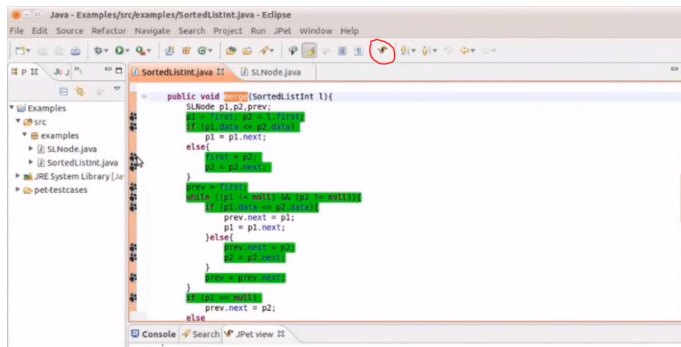 Java - Examples/src/examples/SortedListInt.java - Eclipse
File Edit Source Refactor Navigate Search Project Run JPet Window Help
P
Ju
J
SortedListInt.java
SLNode.java
Examples
src
examples
SLNode.java
SortedListInt.java
JRE System Library [Ja
pet-testcases
public void merge(SortedListInt l){
SLNode p1,p2,prev;
p1 = first; p2 = l.first;
if (p1.data <= p2.data)
p1 = p1.next;
else{
first = p2;
p2 = p2.next;
}
prev = first;
while ((p1 != null) && (p2 != null)){
if (p1.data <= p2.data){
prev.next = p1;
p1 = p1.next;
}else{
prev.next = p2;
p2 = p2.next;
}
prev = prev.next;
}
if (p1 == null)
prev.next = p2;
else
Console Search JPet view